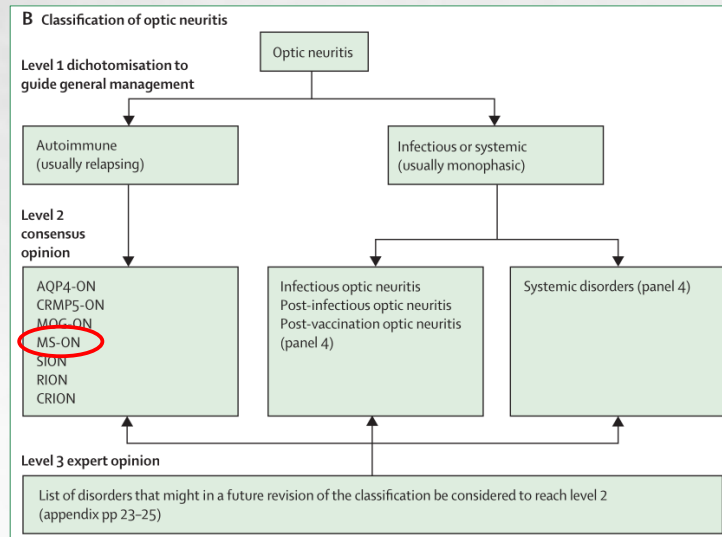 B Classification of optic neuritis
Optic neuritis
Level 1 dichotomisation to
guide general management
Autoimmune
(usually relapsing)
Infectious or systemic
(usually monophasic)
Level 2
consensus
opinion
AQP4-ON
CRMP5-ON
MOG-ON
MS-ON
SION
RION
CRION
Infectious optic neuritis
Post-infectious optic neuritis
Post-vaccination optic neuritis
(panel 4)
Systemic disorders (panel 4)
Level 3 expert opinion
List of disorders that might in a future revision of the classification be considered to reach level 2
(appendix pp 23–25)